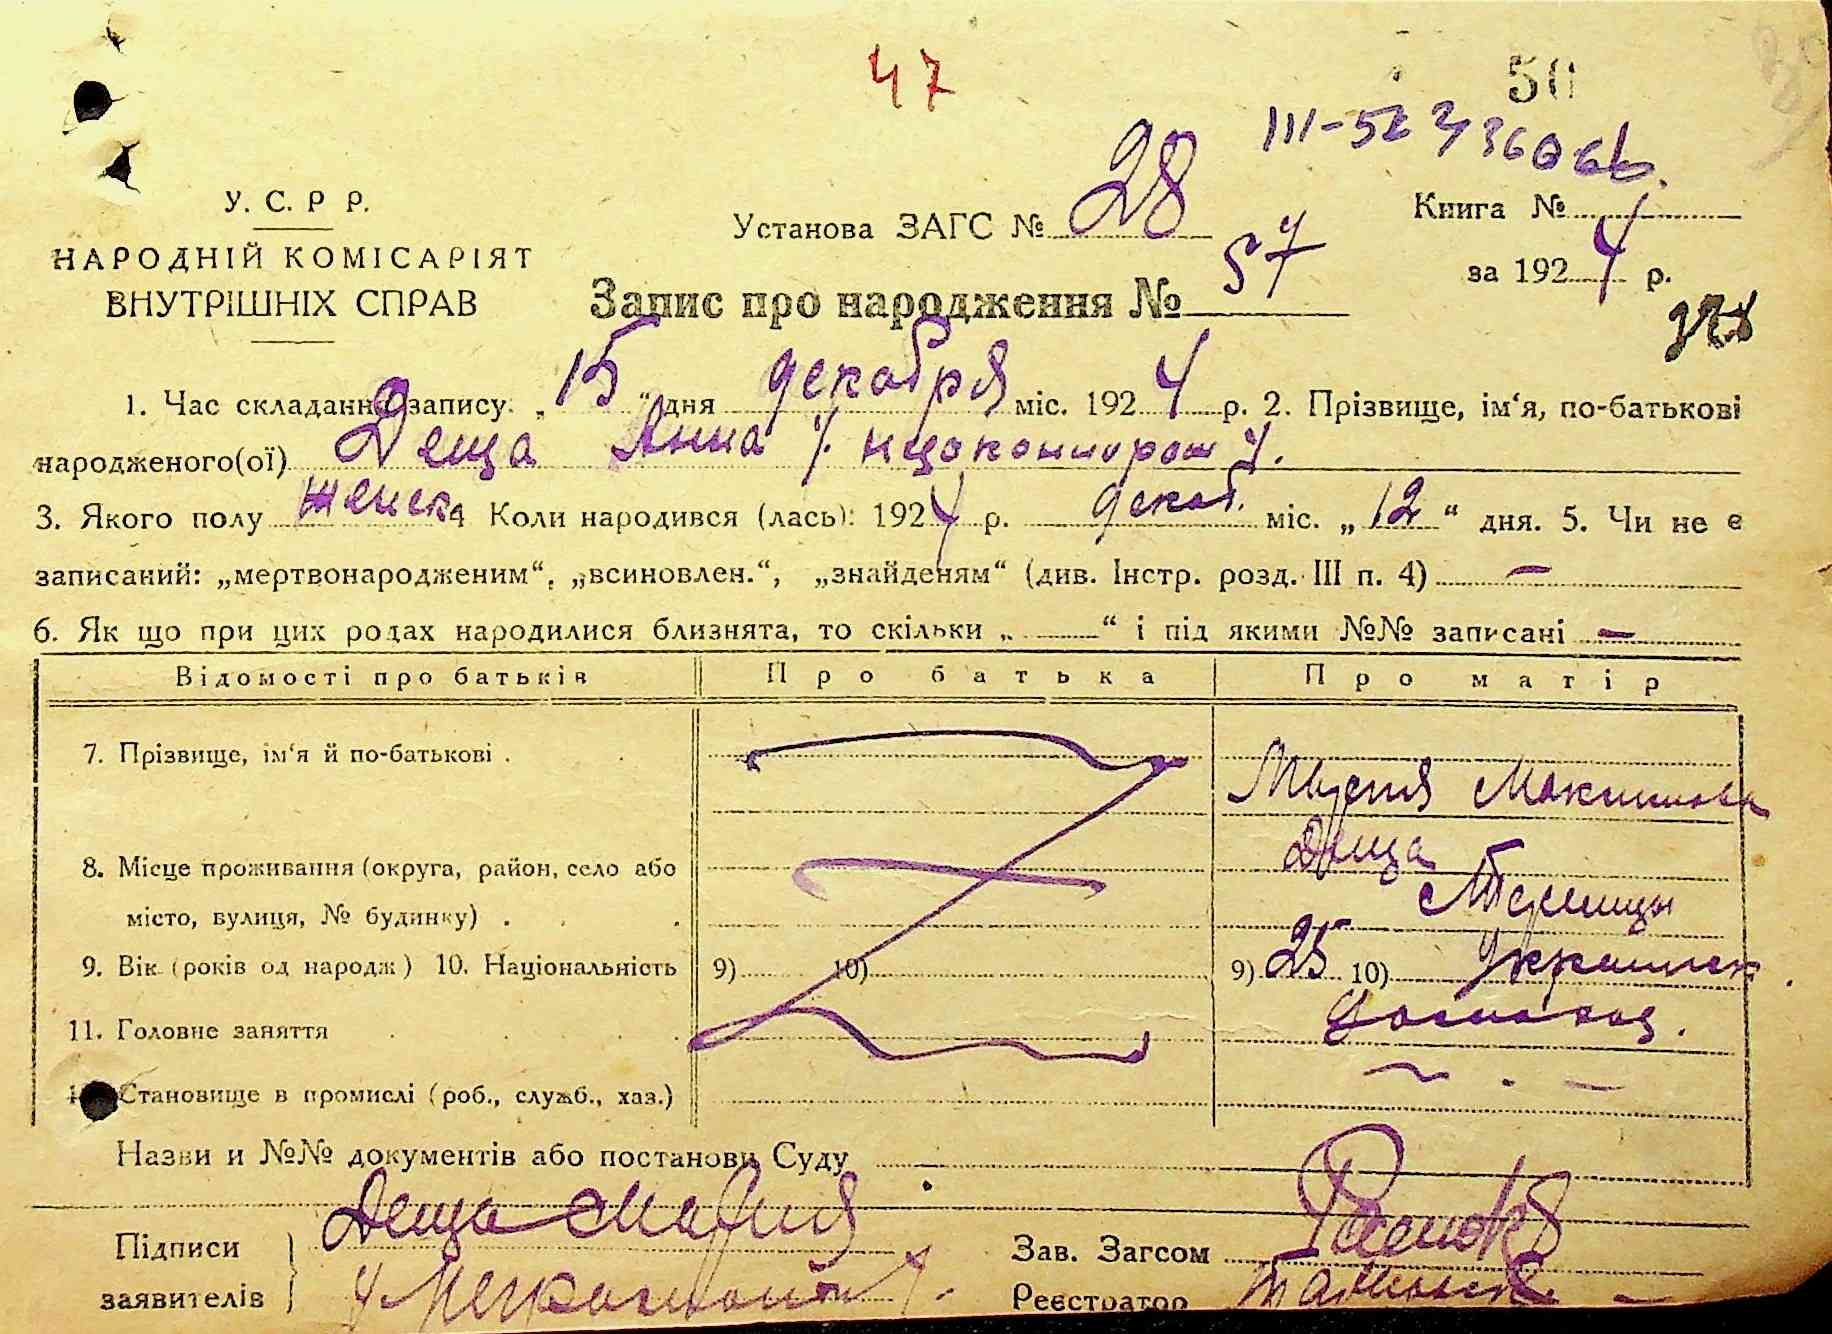 47
50
III-52
У. С. Р Р.
НАРОДНІЙ КОМІСАРІЯТ
ВНУТРІШНІХ СПРАВ
Установа ЗАГС № 28
Книга №
за 1924 р.
Запис про народження № 57
1. Час складання запису: „15“ дня декабря міс. 1924 р. 2. Прізвище, ім‘я, по-батькові
народженого(ої) Деща Анна
3. Якого полу женск 4 Коли народився (лась): 1924 р. декаб. міс. „12“ дня. 5. Чи не є
записаний: „мертвонародженим“, „всиновлен.“, „знайденям“ (див. Інстр. розд. III п. 4) —
6. Як що при цих родах народилися близнята, то скільки „ “ і під якими №№ записані —
Відомості про батьків Про батька Про матір
7. Прізвище, ім‘я й по-батькові . Мария Максимова
Деща
8. Місце проживання (округа, район, село або
місто, вулиця, № будинку) .
9. Вік (років од народж) 10. Національність 9) 10) 9) 25 10) Украинск
11. Головне заняття
Становище в промислі (роб., служб., хаз.)
Назви и №№ документів або постанови Суду
Підписи Деща Мария
заявителів
Зав. Загсом
Реєстратор